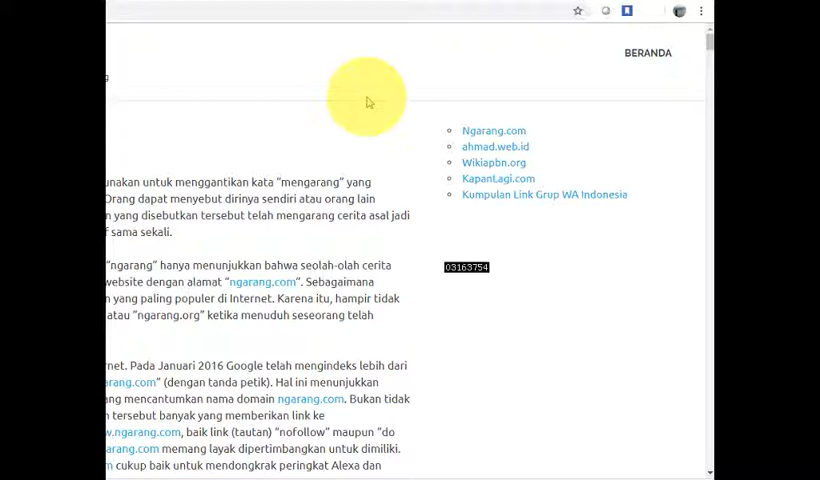 BERANDA
g
unakan untuk menggantikan kata "mengarang" yang
Orang dapat menyebut dirinya sendiri atau orang lain
n yang disebutkan tersebut telah mengarang cerita asal jadi
f sama sekali.
"ngarang" hanya menunjukkan bahwa seolah-olah cerita
website dengan alamat "ngarang.com". Sebagaimana
n yang paling populer di Internet. Karena itu, hampir tidak
atau "ngarang.org" ketika menuduh seseorang telah
rnet. Pada Januari 2016 Google telah mengindeks lebih dari
arang.com" (dengan tanda petik). Hal ini menunjukkan
ang mencantumkan nama domain ngarang.com. Bukan tidak
n tersebut banyak yang memberikan link ke
w.ngarang.com, baik link (tautan) "nofollow" maupun "do
arang.com memang layak dipertimbangkan untuk dimiliki.
m cukup baik untuk mendongkrak peringkat Alexa dan
Ngarang.com
ahmad.web.id
Wikiapbn.org
KapanLagi.com
Kumpulan Link Grup WA Indonesia
03163754